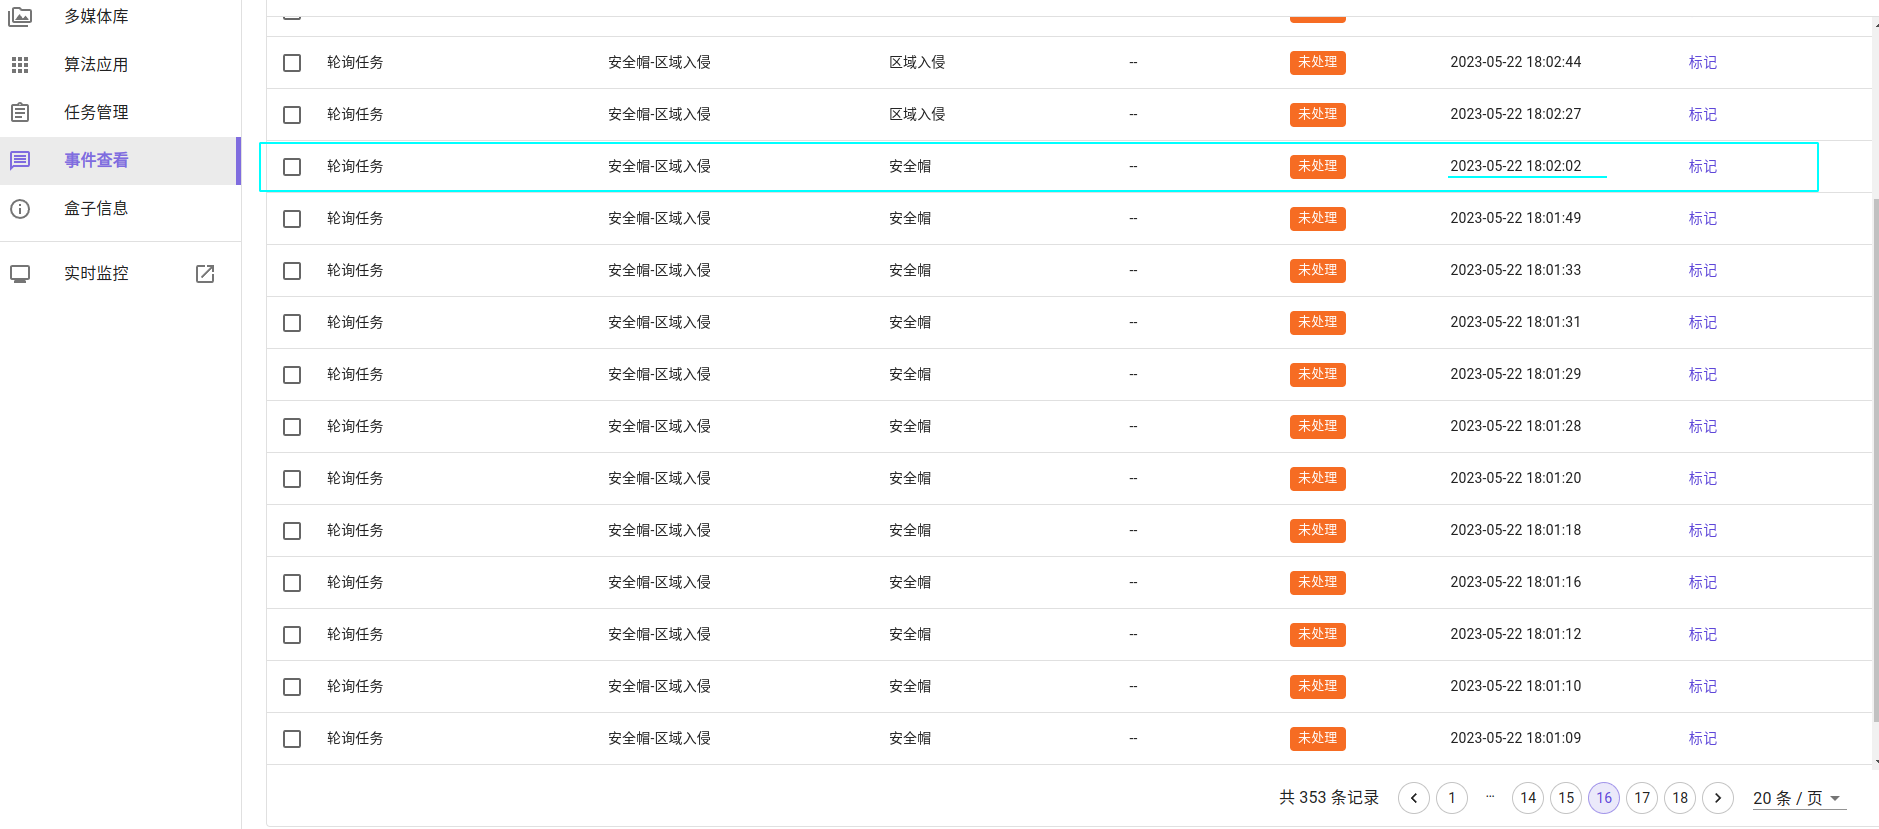 多媒体库
算法应用
任务管理
事件查看
盒子信息
实时监控
轮询任务 安全帽-区域入侵 区域入侵 -- 未处理 2023-05-22 18:02:44 标记
轮询任务 安全帽-区域入侵 区域入侵 -- 未处理 2023-05-22 18:02:27 标记
轮询任务 安全帽-区域入侵 安全帽 -- 未处理 2023-05-22 18:02:02 标记
轮询任务 安全帽-区域入侵 安全帽 -- 未处理 2023-05-22 18:01:49 标记
轮询任务 安全帽-区域入侵 安全帽 -- 未处理 2023-05-22 18:01:33 标记
轮询任务 安全帽-区域入侵 安全帽 -- 未处理 2023-05-22 18:01:31 标记
轮询任务 安全帽-区域入侵 安全帽 -- 未处理 2023-05-22 18:01:29 标记
轮询任务 安全帽-区域入侵 安全帽 -- 未处理 2023-05-22 18:01:28 标记
轮询任务 安全帽-区域入侵 安全帽 -- 未处理 2023-05-22 18:01:20 标记
轮询任务 安全帽-区域入侵 安全帽 -- 未处理 2023-05-22 18:01:18 标记
轮询任务 安全帽-区域入侵 安全帽 -- 未处理 2023-05-22 18:01:16 标记
轮询任务 安全帽-区域入侵 安全帽 -- 未处理 2023-05-22 18:01:12 标记
轮询任务 安全帽-区域入侵 安全帽 -- 未处理 2023-05-22 18:01:10 标记
轮询任务 安全帽-区域入侵 安全帽 -- 未处理 2023-05-22 18:01:09 标记
共 353 条记录 1 ... 14 15 16 17 18 20 条 / 页